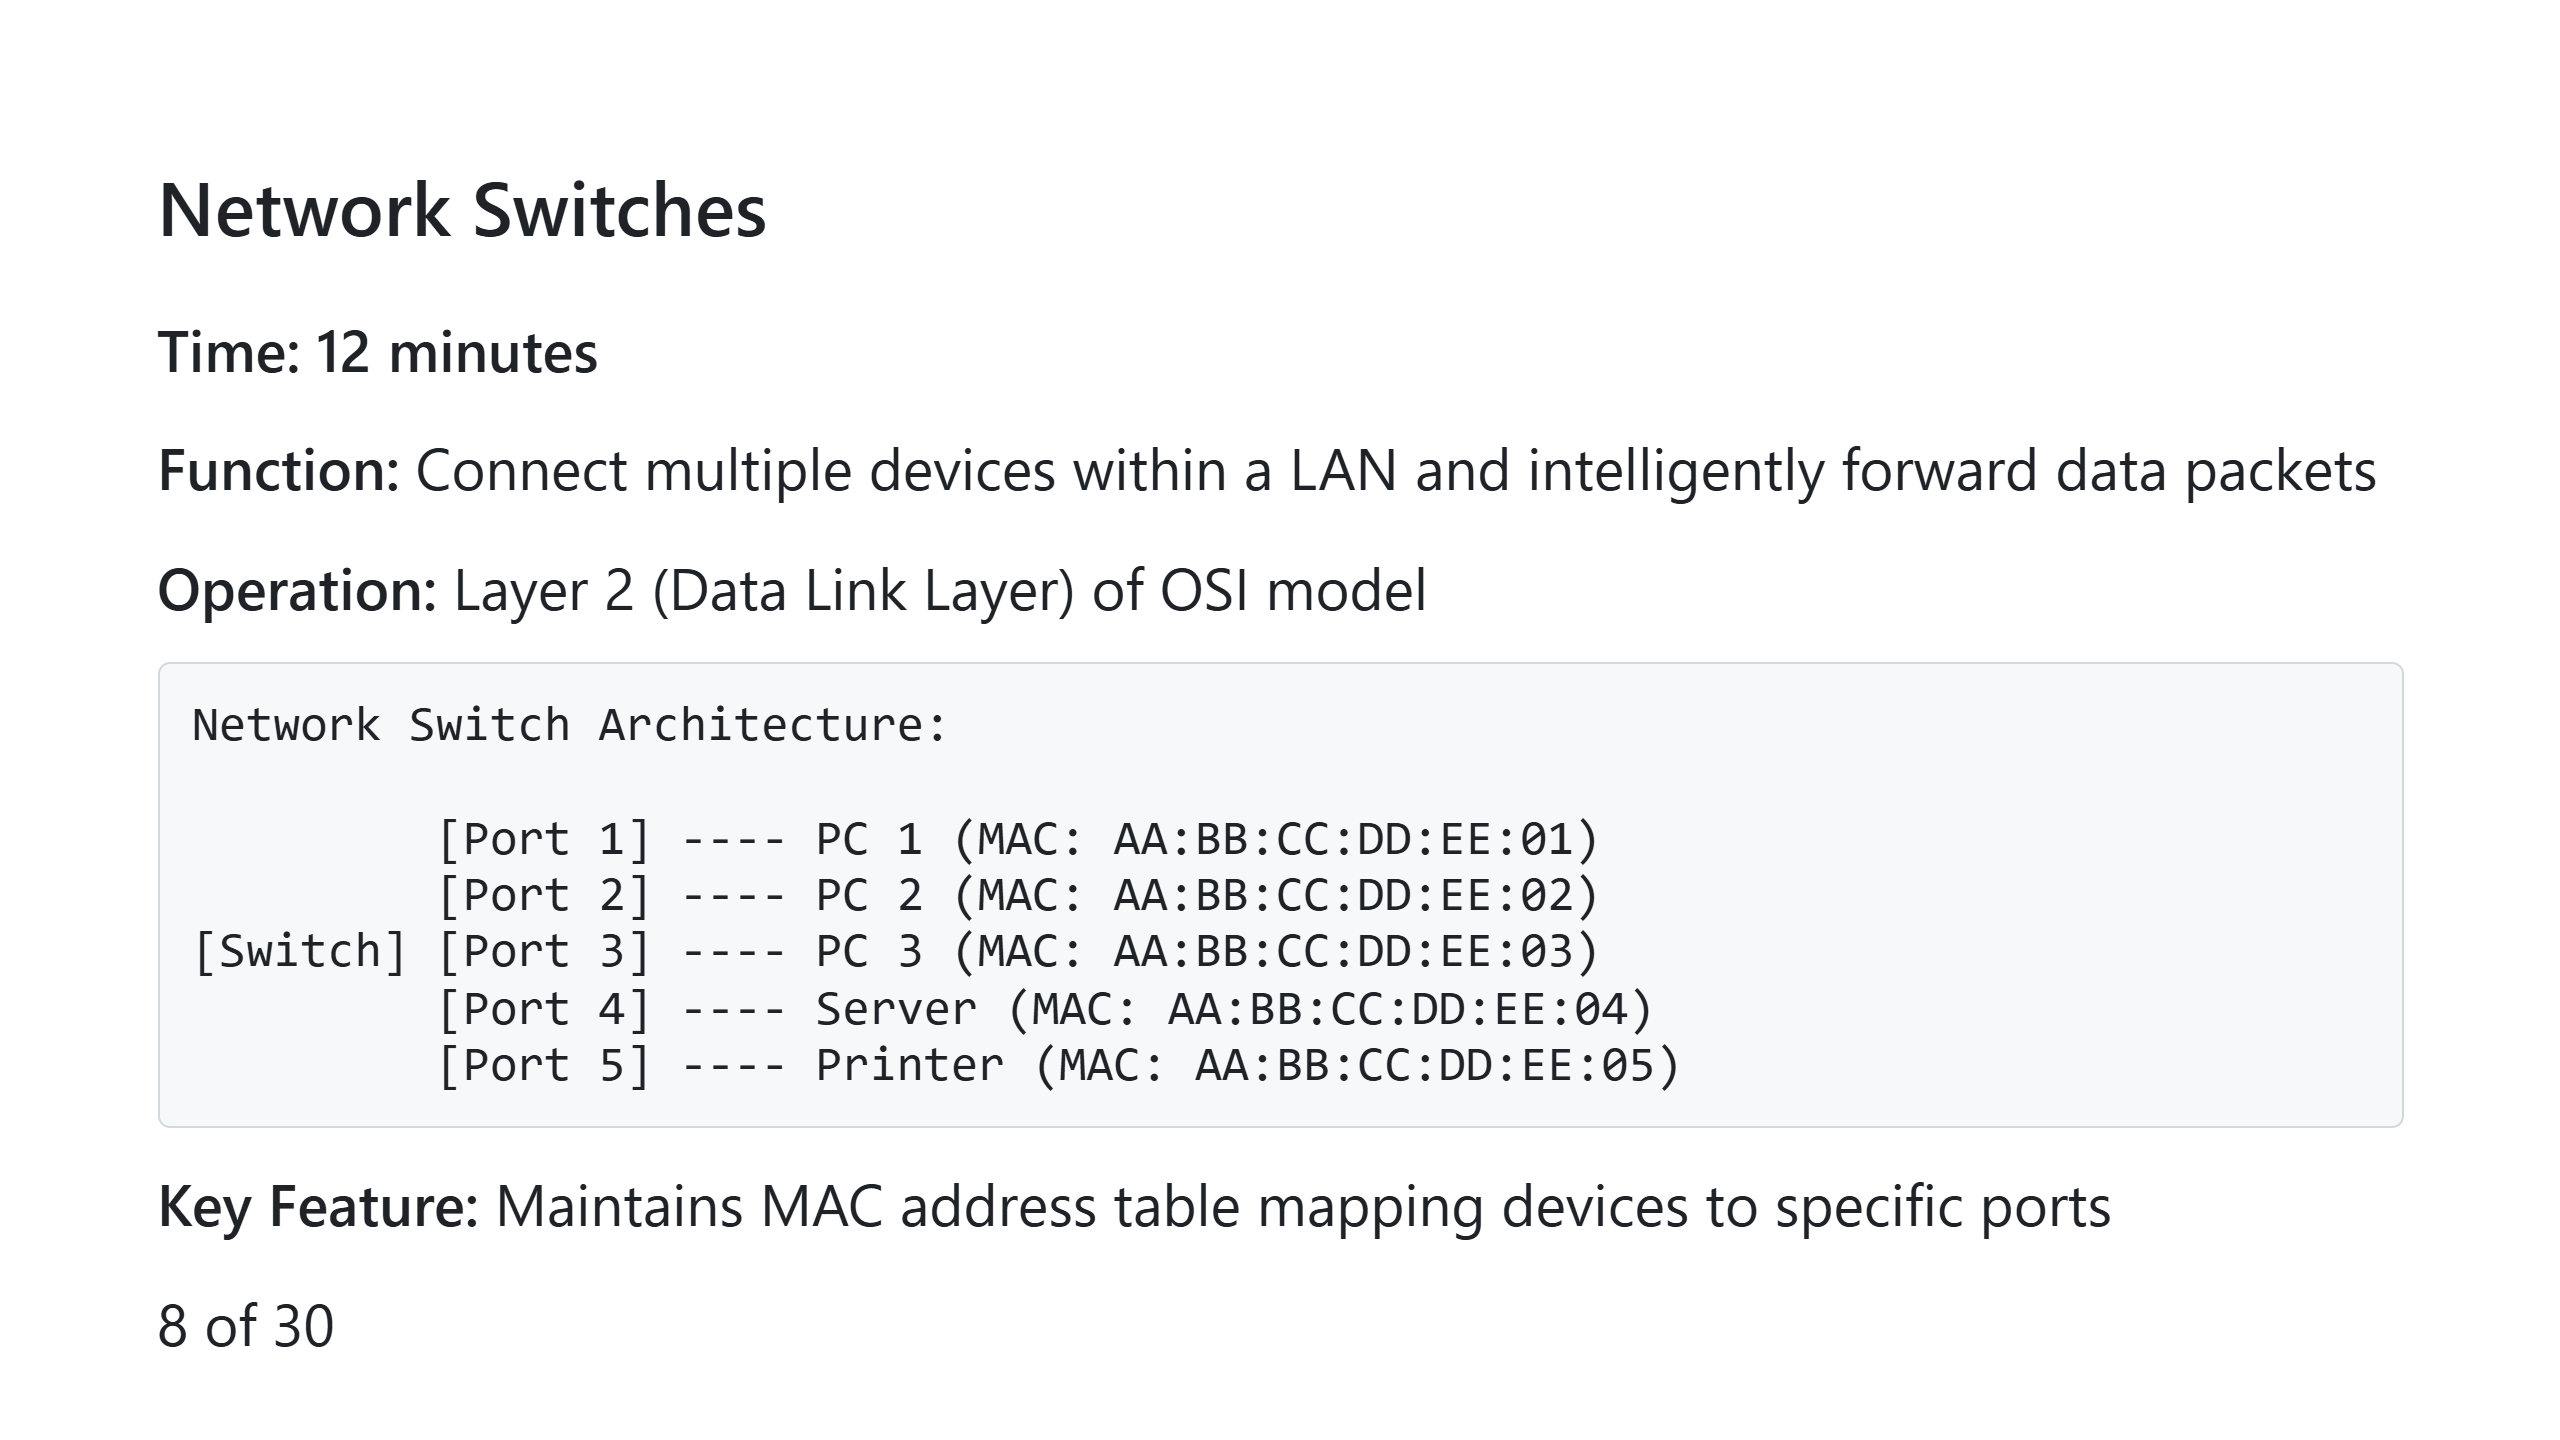 Network Switches
Time: 12 minutes
Function: Connect multiple devices within a LAN and intelligently forward data packets
Operation: Layer 2 (Data Link Layer) of OSI model
Network Switch Architecture:
[Port 1] ---- PC 1 (MAC: AA:BB:CC:DD:EE:01)
[Port 2] ---- PC 2 (MAC: AA:BB:CC:DD:EE:02)
[Switch] [Port 3] ---- PC 3 (MAC: AA:BB:CC:DD:EE:03)
[Port 4] ---- Server (MAC: AA:BB:CC:DD:EE:04)
[Port 5] ---- Printer (MAC: AA:BB:CC:DD:EE:05)
Key Feature: Maintains MAC address table mapping devices to specific ports
8 of 30